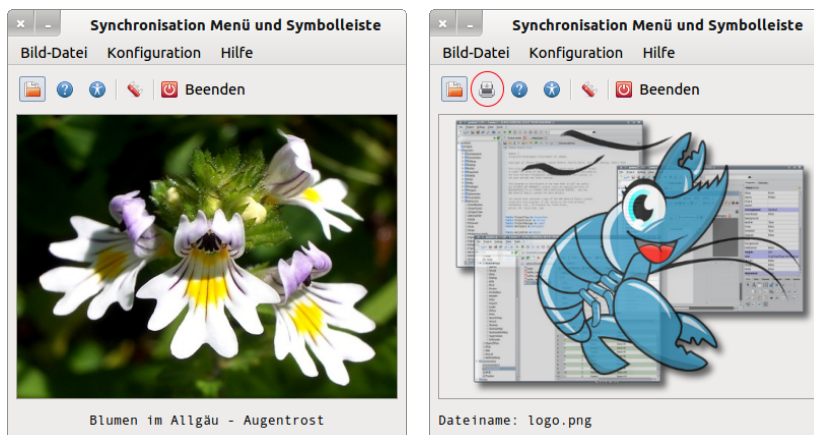 Synchronisation Menü und Symbolleiste
Bild-Datei Konfiguration Hilfe
Beenden
Blumen im Allgäu - Augentrost
Synchronisation Menü und Symbolleiste
Bild-Datei Konfiguration Hilfe
Beenden
Dateiname: logo.png